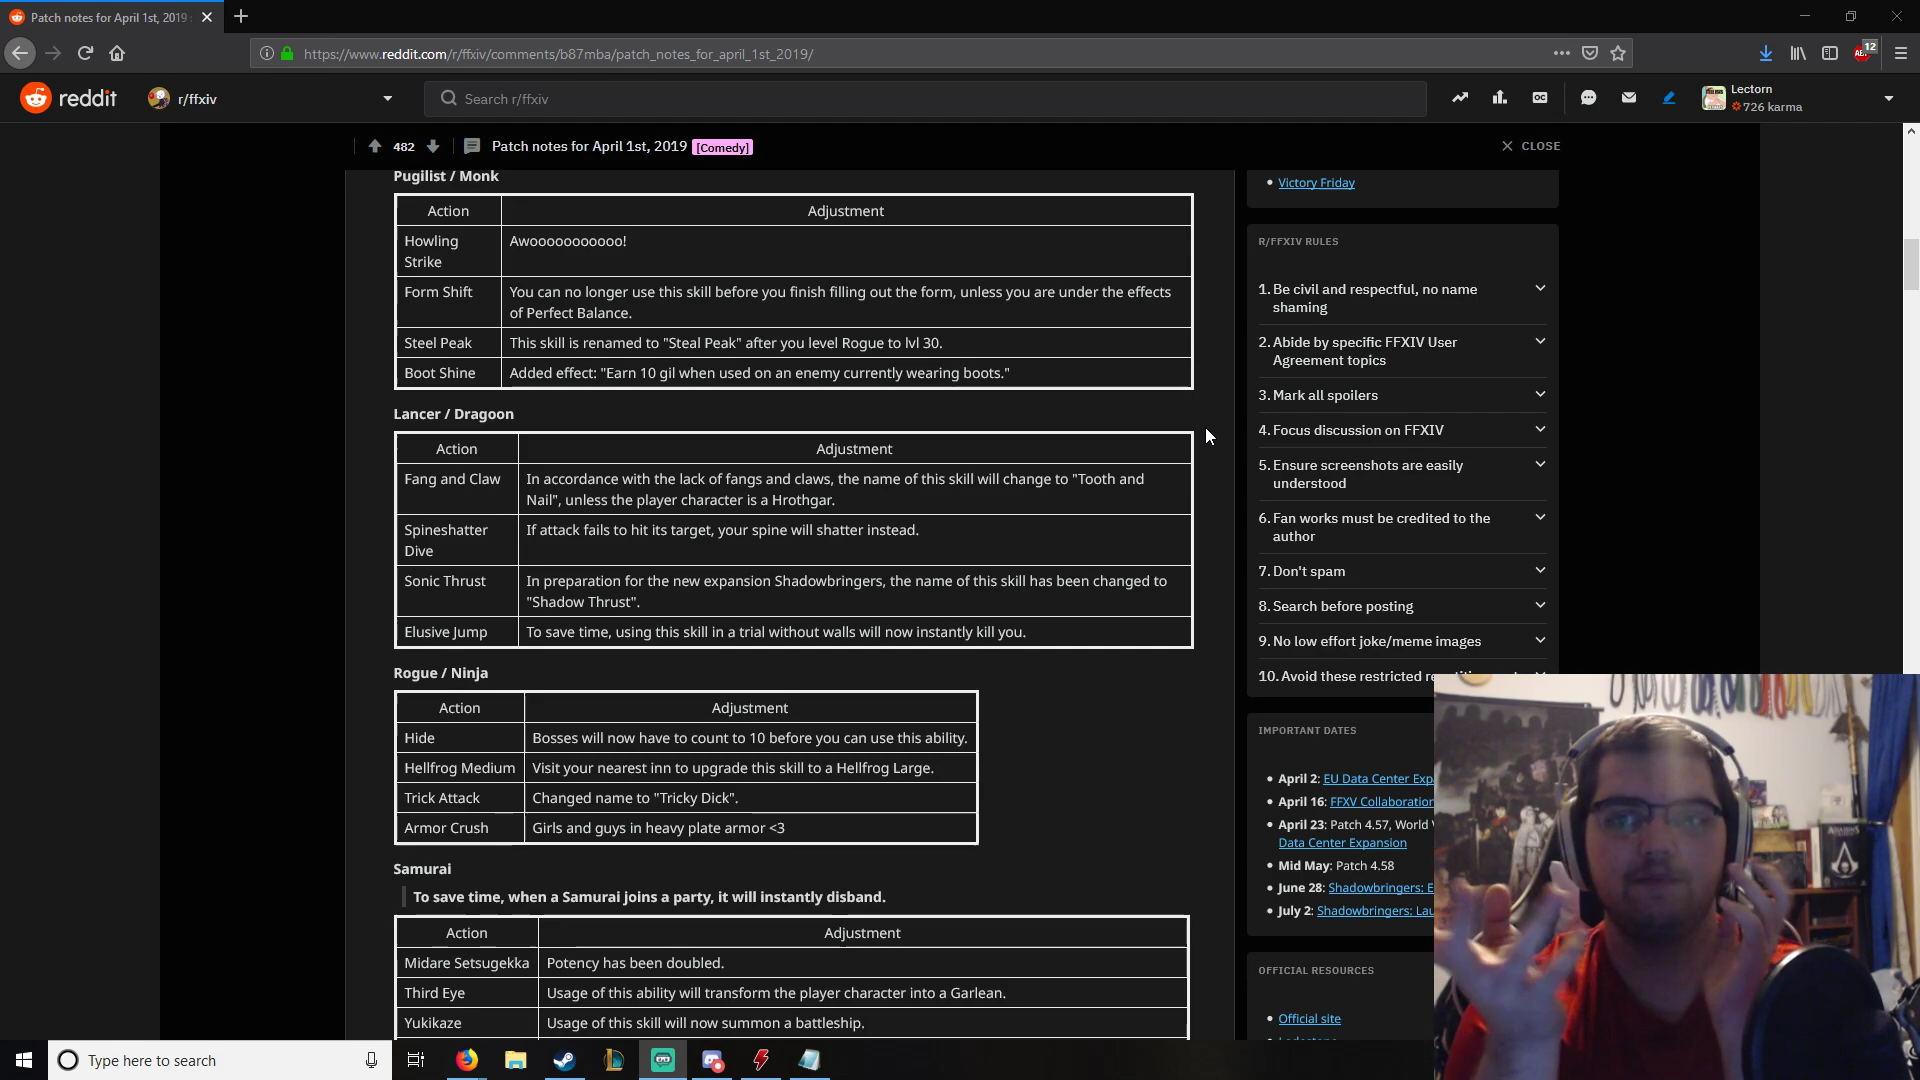 Patch notes for April 1st, 2019
https://www.reddit.com/r/ffxiv/comments/b87mba/patch_notes_for_april_1st_2019/
12
reddit
r/ffxiv
Search r/ffxiv
Lectorn
726 karma
482
Patch notes for April 1st, 2019 [Comedy]
CLOSE
Pugilist / Monk
Action
Adjustment
Howling
Strike
Awooooooooooo!
Form Shift
You can no longer use this skill before you finish filling out the form, unless you are under the effects
of Perfect Balance.
Steel Peak
This skill is renamed to "Steal Peak" after you level Rogue to lvl 30.
Boot Shine
Added effect: "Earn 10 gil when used on an enemy currently wearing boots."
Lancer / Dragoon
Action
Adjustment
Fang and Claw
In accordance with the lack of fangs and claws, the name of this skill will change to "Tooth and
Nail", unless the player character is a Hrothgar.
Spineshatter
Dive
If attack fails to hit its target, your spine will shatter instead.
Sonic Thrust
In preparation for the new expansion Shadowbringers, the name of this skill has been changed to
"Shadow Thrust".
Elusive Jump
To save time, using this skill in a trial without walls will now instantly kill you.
Rogue / Ninja
Action
Adjustment
Hide
Bosses will now have to count to 10 before you can use this ability.
Hellfrog Medium
Visit your nearest inn to upgrade this skill to a Hellfrog Large.
Trick Attack
Changed name to "Tricky Dick".
Armor Crush
Girls and guys in heavy plate armor <3
Samurai
To save time, when a Samurai joins a party, it will instantly disband.
Action
Adjustment
Midare Setsugekka
Potency has been doubled.
Third Eye
Usage of this ability will transform the player character into a Garlean.
Yukikaze
Usage of this skill will now summon a battleship.
Victory Friday
R/FFXIV RULES
1. Be civil and respectful, no name
shaming
2. Abide by specific FFXIV User
Agreement topics
3. Mark all spoilers
4. Focus discussion on FFXIV
5. Ensure screenshots are easily
understood
6. Fan works must be credited to the
author
7. Don't spam
8. Search before posting
9. No low effort joke/meme images
10. Avoid these restricted
IMPORTANT DATES
April 2: EU Data Center Exp
April 16: FFXV Collaboration
April 23: Patch 4.57, World
Data Center Expansion
Mid May: Patch 4.58
June 28: Shadowbringers: E
July 2: Shadowbringers: Lau
OFFICIAL RESOURCES
Official site
Type here to search